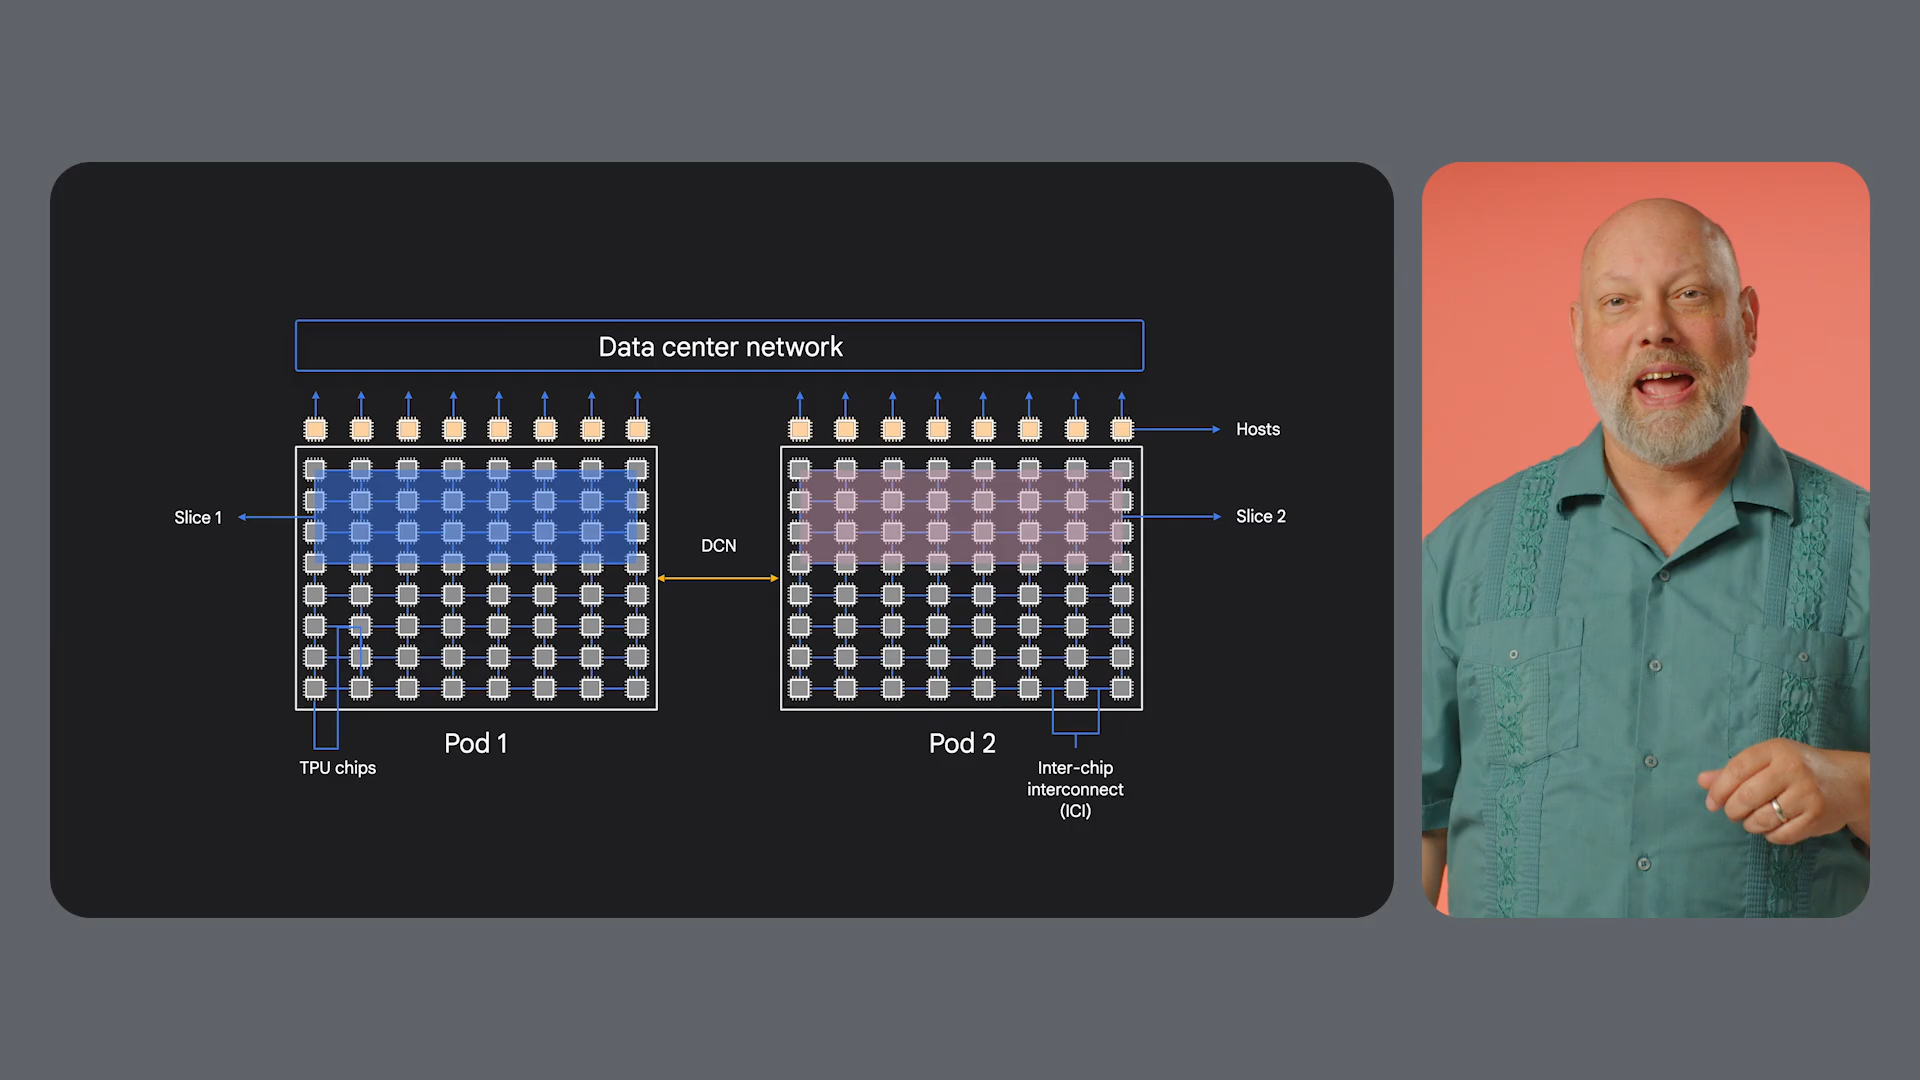 Data center network
Hosts
Slice 1
Slice 2
DCN
Pod 1
Pod 2
TPU chips
Inter-chip
interconnect
(ICI)